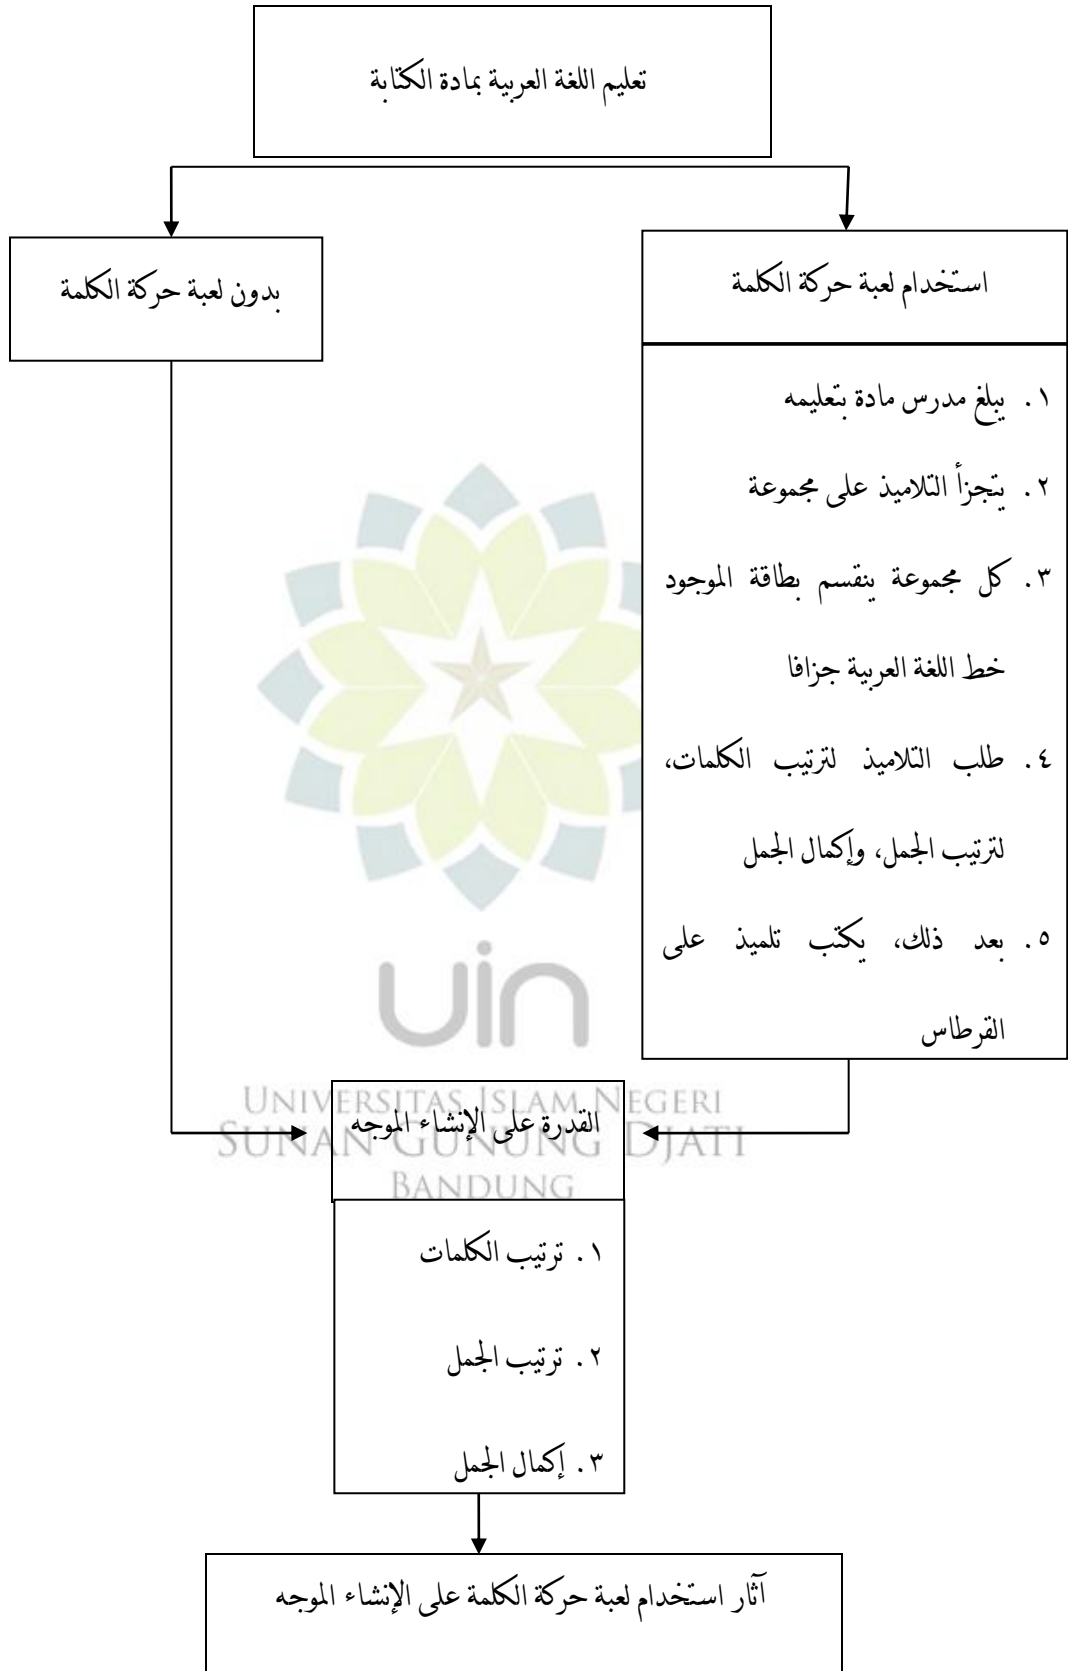 تعليم اللغة العربية بمادة الكتابة
استخدام لعبة حركة الكلمة
بدون لعبة حركة الكلمة
١. يبلغ مدرس مادة بتعليمه
٢. يتجزأ التلاميذ على مجموعة
٣. كل مجموعة ينقسم بطاقة الموجود
خط اللغة العربية جزافا
٤. طلب التلاميذ لترتيب الكلمات،
لترتيب الجمل، وإكمال الجمل
٥. بعد ذلك، يكتب تلميذ على
القرطاس
uin
UNIVERSITAS ISLAM NEGERI
SUNAN GUNUNG DJATI
BANDUNG
القدرة على الإنشاء الموجه
١. ترتيب الكلمات
٢. ترتيب الجمل
٣. إكمال الجمل
آثار استخدام لعبة حركة الكلمة على الإنشاء الموجه